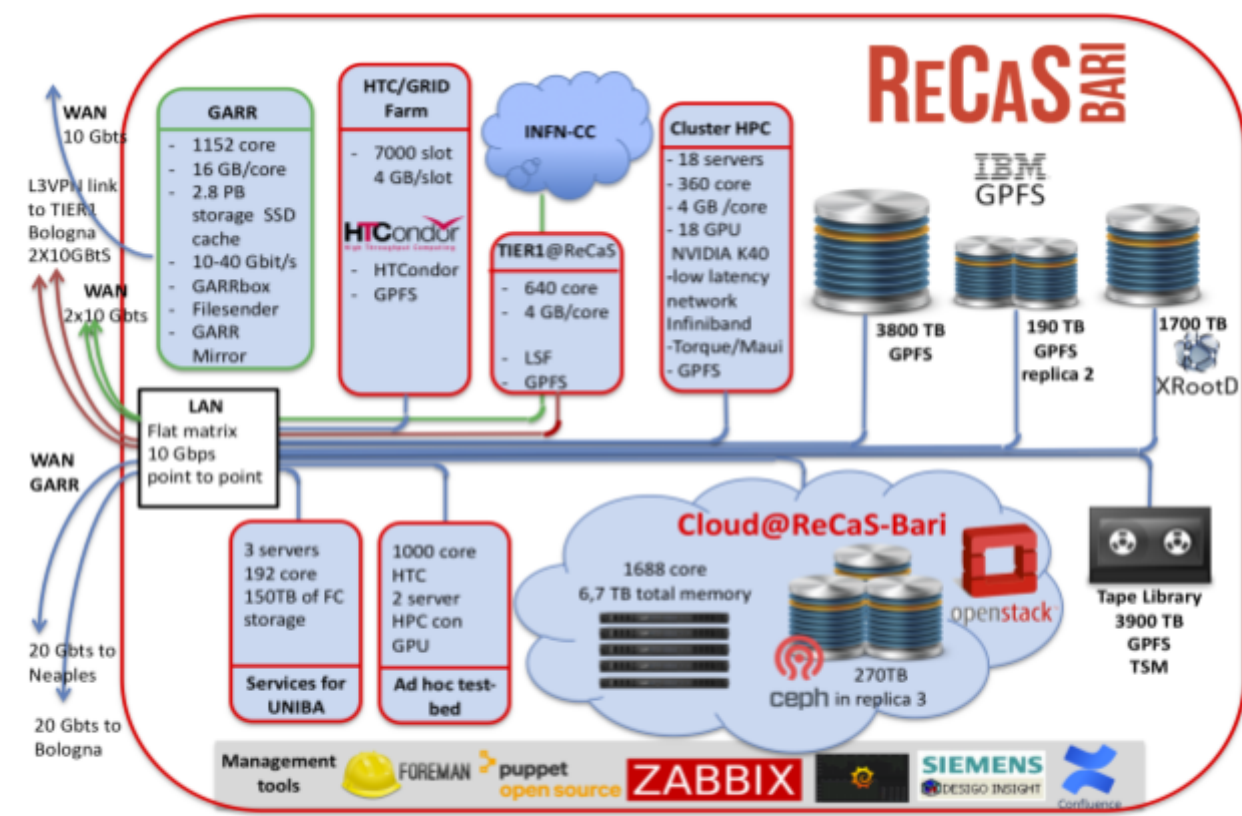 RECAS
BARI
WAN
10 Gbts
L3VPN link
to TIER1
Bologna
2X10GBtS
WAN
2x10 Gbts
GARR
- 1152 core
- 16 GB/core
- 2.8 PB
storage SSD
cache
- 10-40 Gbit/s
- GARRbox
- Filesender
- GARR
Mirror
HTC/GRID
Farm
- 7000 slot
4 GB/slot
HTCondor
High Throughput Computing
- HTCondor
- GPFS
INFN-CC
TIER1@ReCaS
- 640 core
- 4 GB/core
- LSF
- GPFS
Cluster HPC
- 18 servers
- 360 core
- 4 GB /core
- 18 GPU
NVIDIA K40
-low latency
network
Infiniband
-Torque/Maui
- GPFS
IBM
GPFS
3800 TB
GPFS
190 TB
GPFS
replica 2
1700 TB
XRootD
LAN
Flat matrix
10 Gbps
point to point
WAN
GARR
20 Gbts to
Neaples
20 Gbts to
Bologna
3 servers
192 core
150TB of FC
storage
Services for
UNIBA
1000 core
HTC
2 server
HPC con
GPU
Ad hoc test-
bed
Cloud@ReCaS-Bari
1688 core
6,7 TB total memory
openstack
ceph
270TB
in replica 3
Tape Library
3900 TB
GPFS
TSM
Management
tools
FOREMAN
puppet
open source
ZABBIX
SIEMENS
DESIGO INSIGHT
Confluence